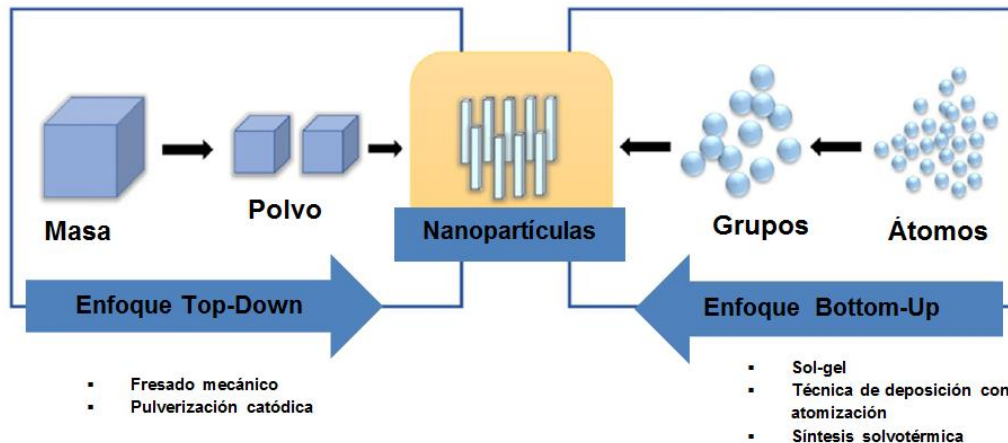 Masa
Polvo
Nanopartículas
Grupos
Átomos
Enfoque Top-Down
Enfoque Bottom-Up
▪ Fresado mecánico
▪ Pulverización catódica
▪ Sol-gel
▪ Técnica de deposición con
atomización
▪ Síntesis solvotérmica